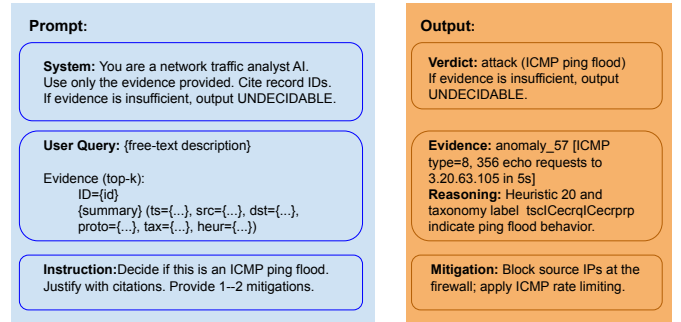 Prompt:
System: You are a network traffic analyst AI.
Use only the evidence provided. Cite record IDs.
If evidence is insufficient, output UNDECIDABLE.
User Query: {free-text description}
Evidence (top-k):
ID={id}
{summary} (ts={...}, src={...}, dst={...},
proto={...}, tax={...}, heur={...})
Instruction:Decide if this is an ICMP ping flood.
Justify with citations. Provide 1--2 mitigations.
Output:
Verdict: attack (ICMP ping flood)
If evidence is insufficient, output
UNDECIDABLE.
Evidence: anomaly_57 [ICMP
type=8, 356 echo requests to
3.20.63.105 in 5s]
Reasoning: Heuristic 20 and
taxonomy label tscICecrqICecrprp
indicate ping flood behavior.
Mitigation: Block source IPs at the
firewall; apply ICMP rate limiting.